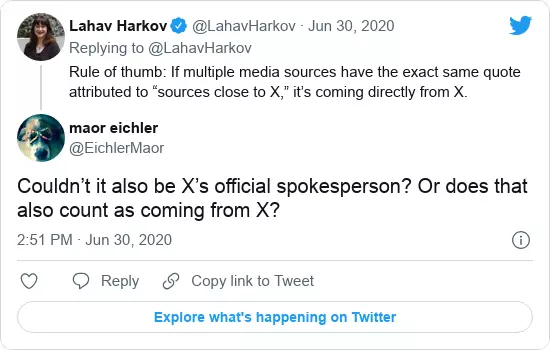 Lahav Harkov @LahavHarkov · Jun 30, 2020
Replying to @LahavHarkov
Rule of thumb: If multiple media sources have the exact same quote
attributed to “sources close to X,” it’s coming directly from X.
maor eichler
@EichlerMaor
Couldn’t it also be X’s official spokesperson? Or does that
also count as coming from X?
2:51 PM · Jun 30, 2020
Reply Copy link to Tweet
Explore what's happening on Twitter